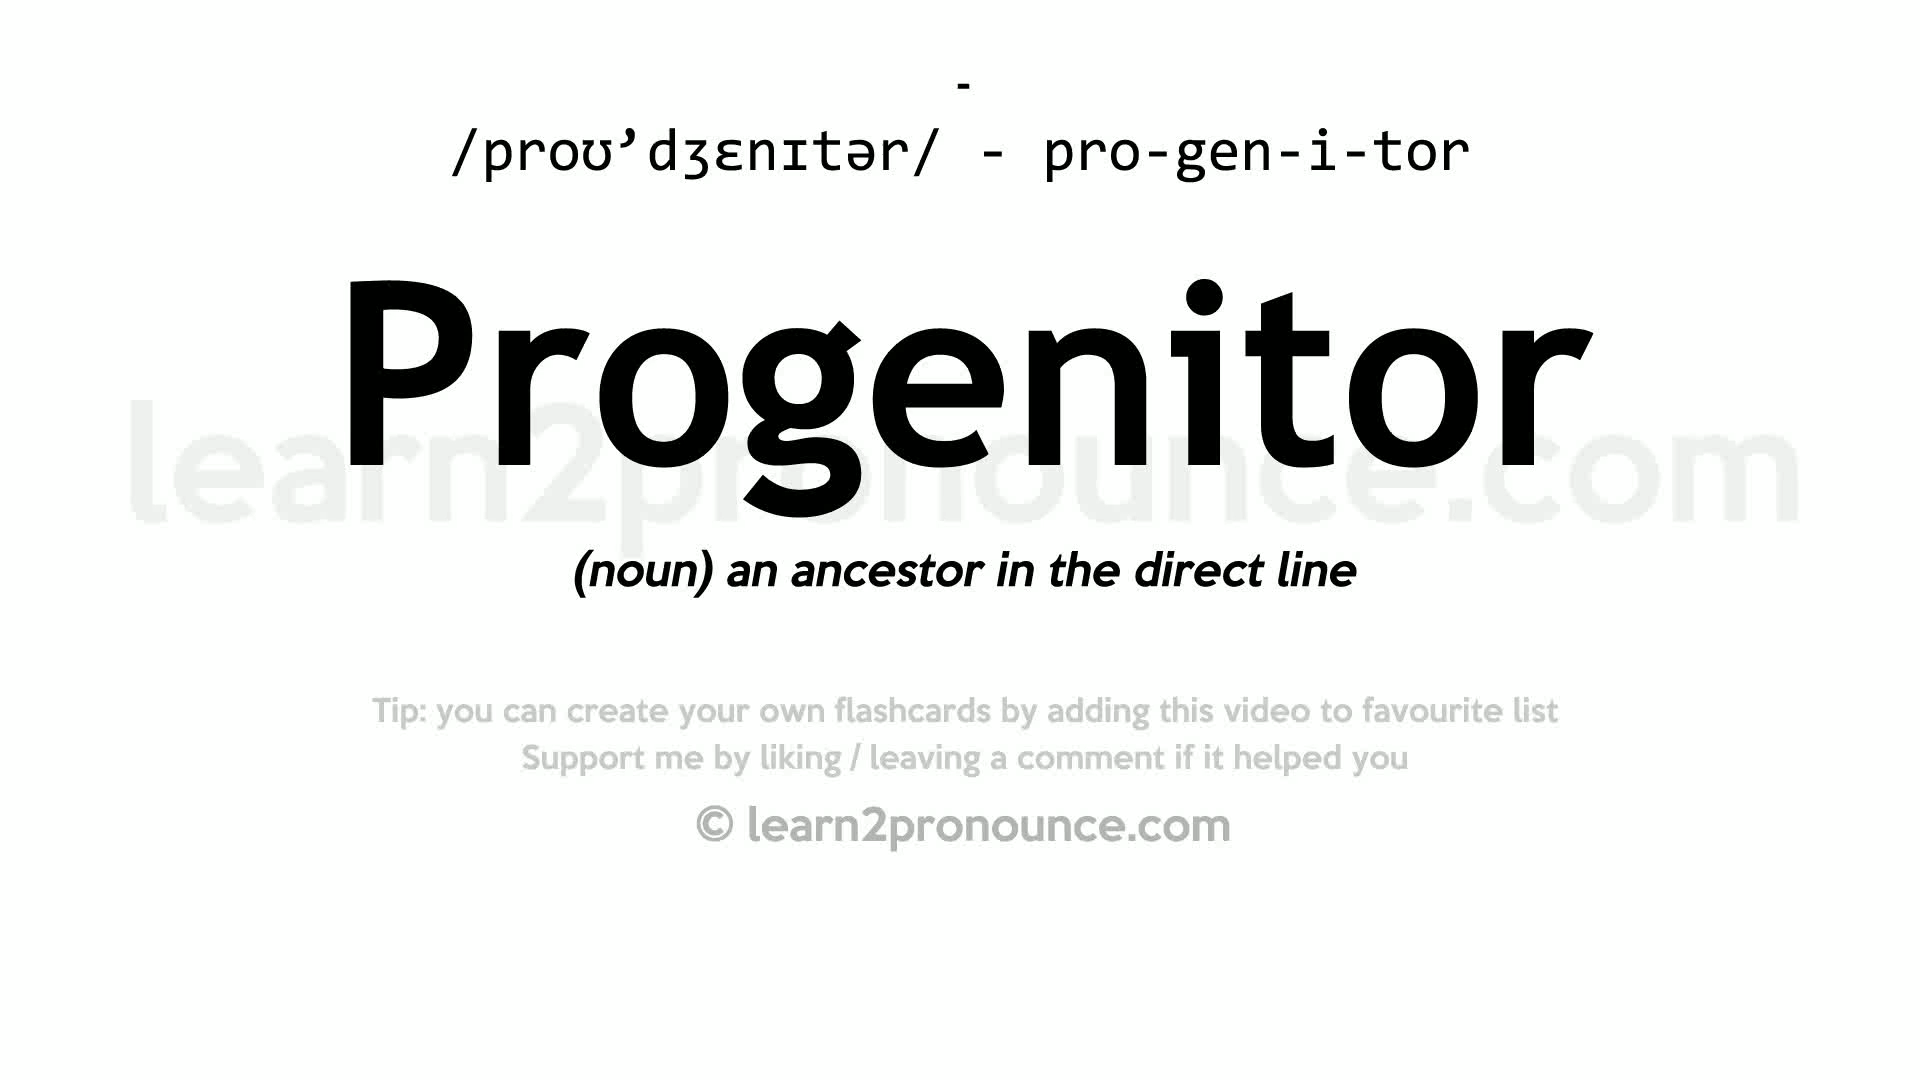 -
/proʊ’dʒɛnɪtər/ - pro-gen-i-tor
Progenitor
learn2pronounce.com
(noun) an ancestor in the direct line
Tip: you can create your own flashcards by adding this video to favourite list
Support me by liking / leaving a comment if it helped you
© learn2pronounce.com